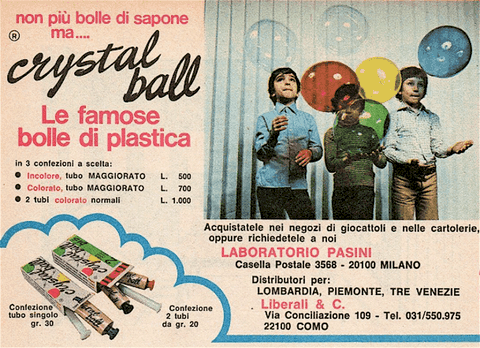 non più bolle di sapone
ma....
®
crystal
ball
Le famose
bolle di plastica
in 3 confezioni a scelta:
● Incolore, tubo MAGGIORATO L. 500
● Colorato, tubo MAGGIORATO L. 700
● 2 tubi colorato normali L. 1.000
Confezione
tubo singolo
gr. 30
Confezione
2 tubi
da gr. 20
Acquistatele nei negozi di giocattoli e nelle cartolerie,
oppure richiedetele a noi
LABORATORIO PASINI
Casella Postale 3568 - 20100 MILANO
Distributori per:
LOMBARDIA, PIEMONTE, TRE VENEZIE
Liberali & C.
Via Conciliazione 109 - Tel. 031/550.975
22100 COMO